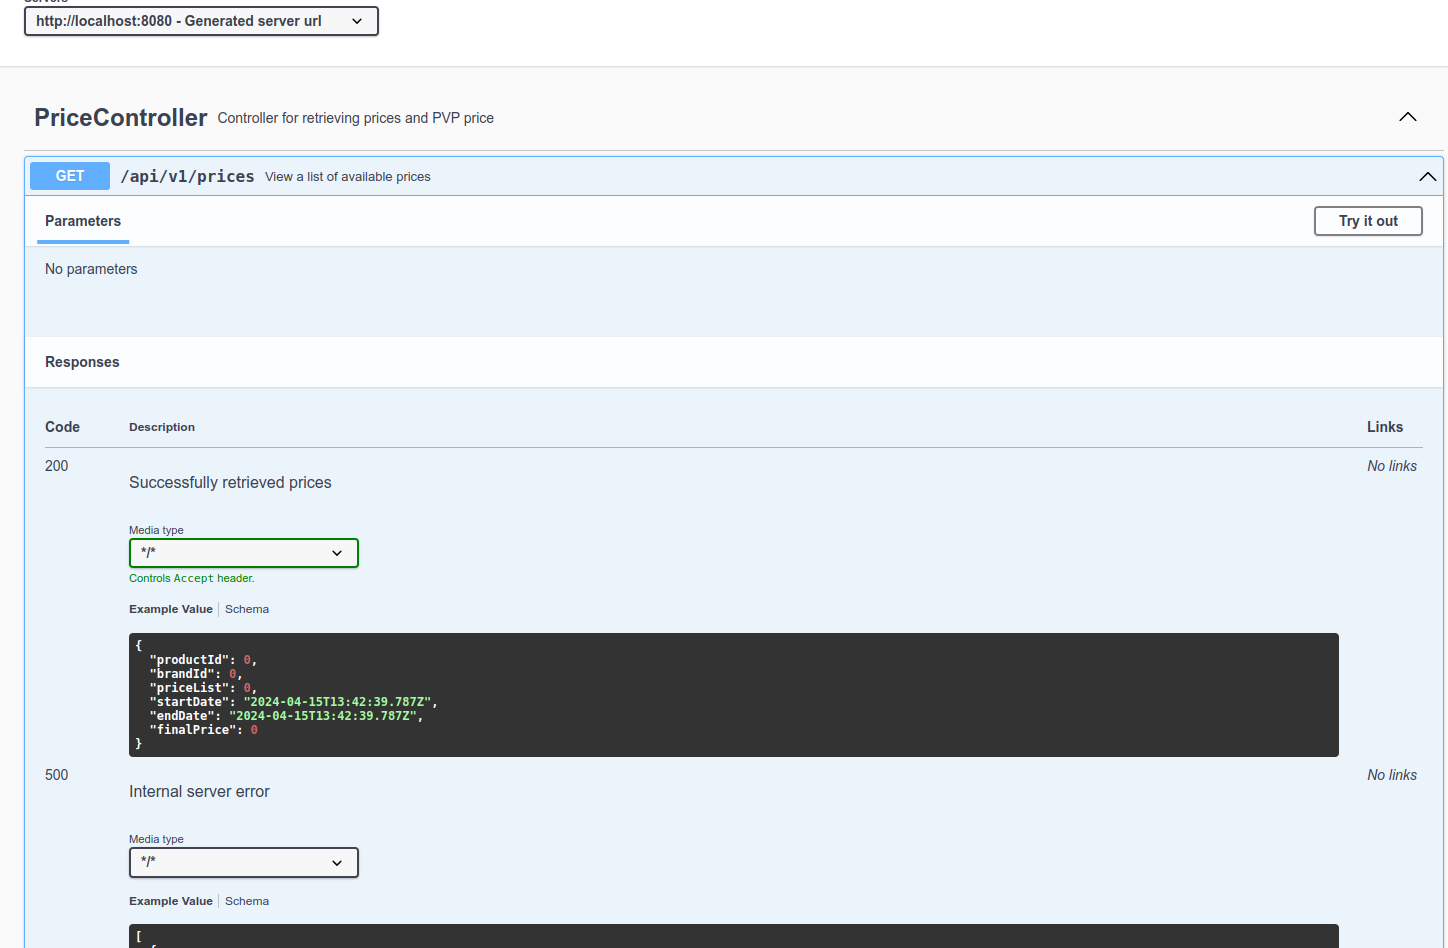 Servers
http://localhost:8080 - Generated server url
PriceController Controller for retrieving prices and PVP price
GET /api/v1/prices View a list of available prices
Parameters
Try it out
No parameters
Responses
Code Description Links
200 No links
Successfully retrieved prices
Media type
*/*
Controls Accept header.
Example Value Schema
{
"productId": 0,
"brandId": 0,
"priceList": 0,
"startDate": "2024-04-15T13:42:39.787Z",
"endDate": "2024-04-15T13:42:39.787Z",
"finalPrice": 0
}
500 No links
Internal server error
Media type
*/*
Example Value Schema
[